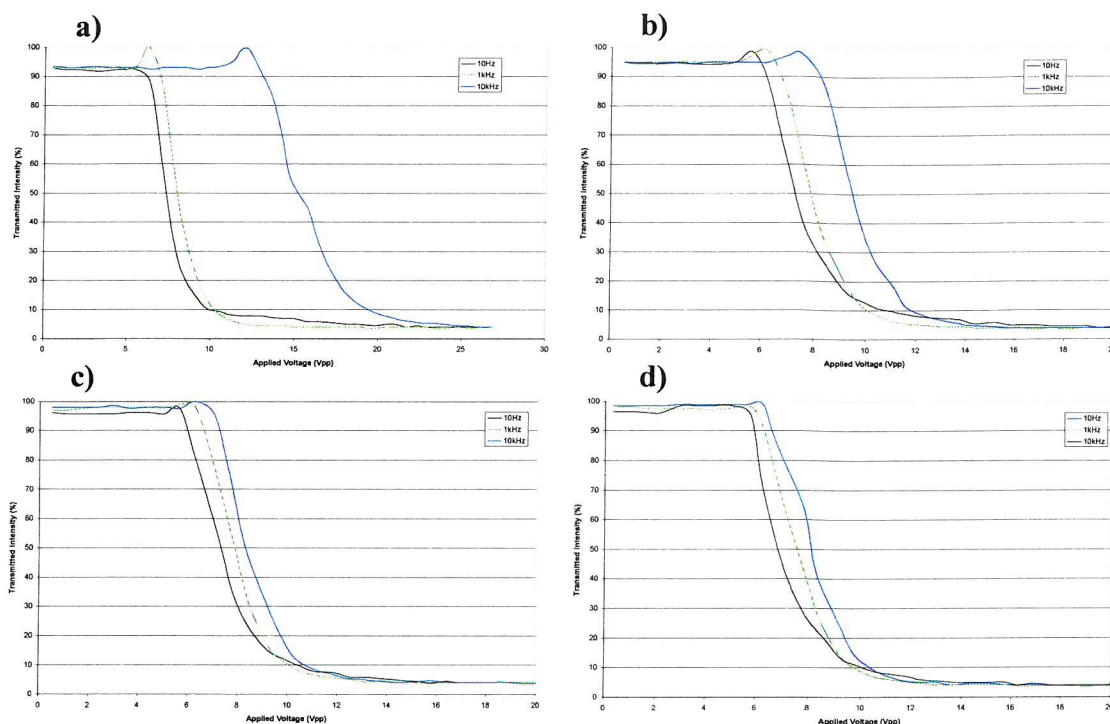 a)
100
90
80
70
60
50
40
30
20
10
0
Transmitted Intensity (%)
10Hz
1kHz
10kHz
0 5 10 15 20 25 30
Applied Voltage (Vpp)
b)
100
90
80
70
60
50
40
30
20
10
0
Transmitted Intensity (%)
10Hz
1kHz
10kHz
0 2 4 6 8 10 12 14 16 18 20
Applied Voltage (Vpp)
c)
100
90
80
70
60
50
40
30
20
10
0
Transmitted Intensity (%)
10Hz
1kHz
10kHz
0 2 4 6 8 10 12 14 16 18 20
Applied Voltage (Vpp)
d)
100
90
80
70
60
50
40
30
20
10
0
Transmitted Intensity (%)
10Hz
1kHz
10kHz
0 2 4 6 8 10 12 14 16 18 20
Applied Voltage (Vpp)